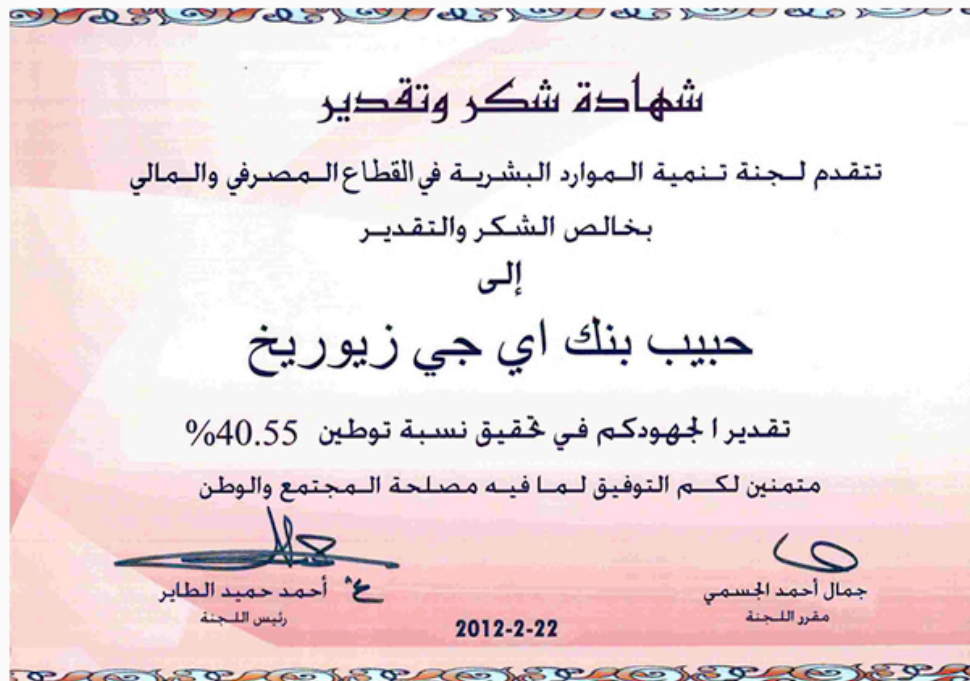 شهادة شكر وتقدير
تتقدم لجنة تنمية الموارد البشرية في القطاع المصرفي والمالي
بخالص الشكر والتقدير
إلى
حبيب بنك اي جي زيوريخ
تقديرا لجهودكم في تحقيق نسبة توطين 40.55%
متمنين لكم التوفيق لما فيه مصلحة المجتمع والوطن
جمال أحمد الجسمي
مقرر اللجنة
ع^ أحمد حميد الطاير
رئيس اللجنة
2012-2-22